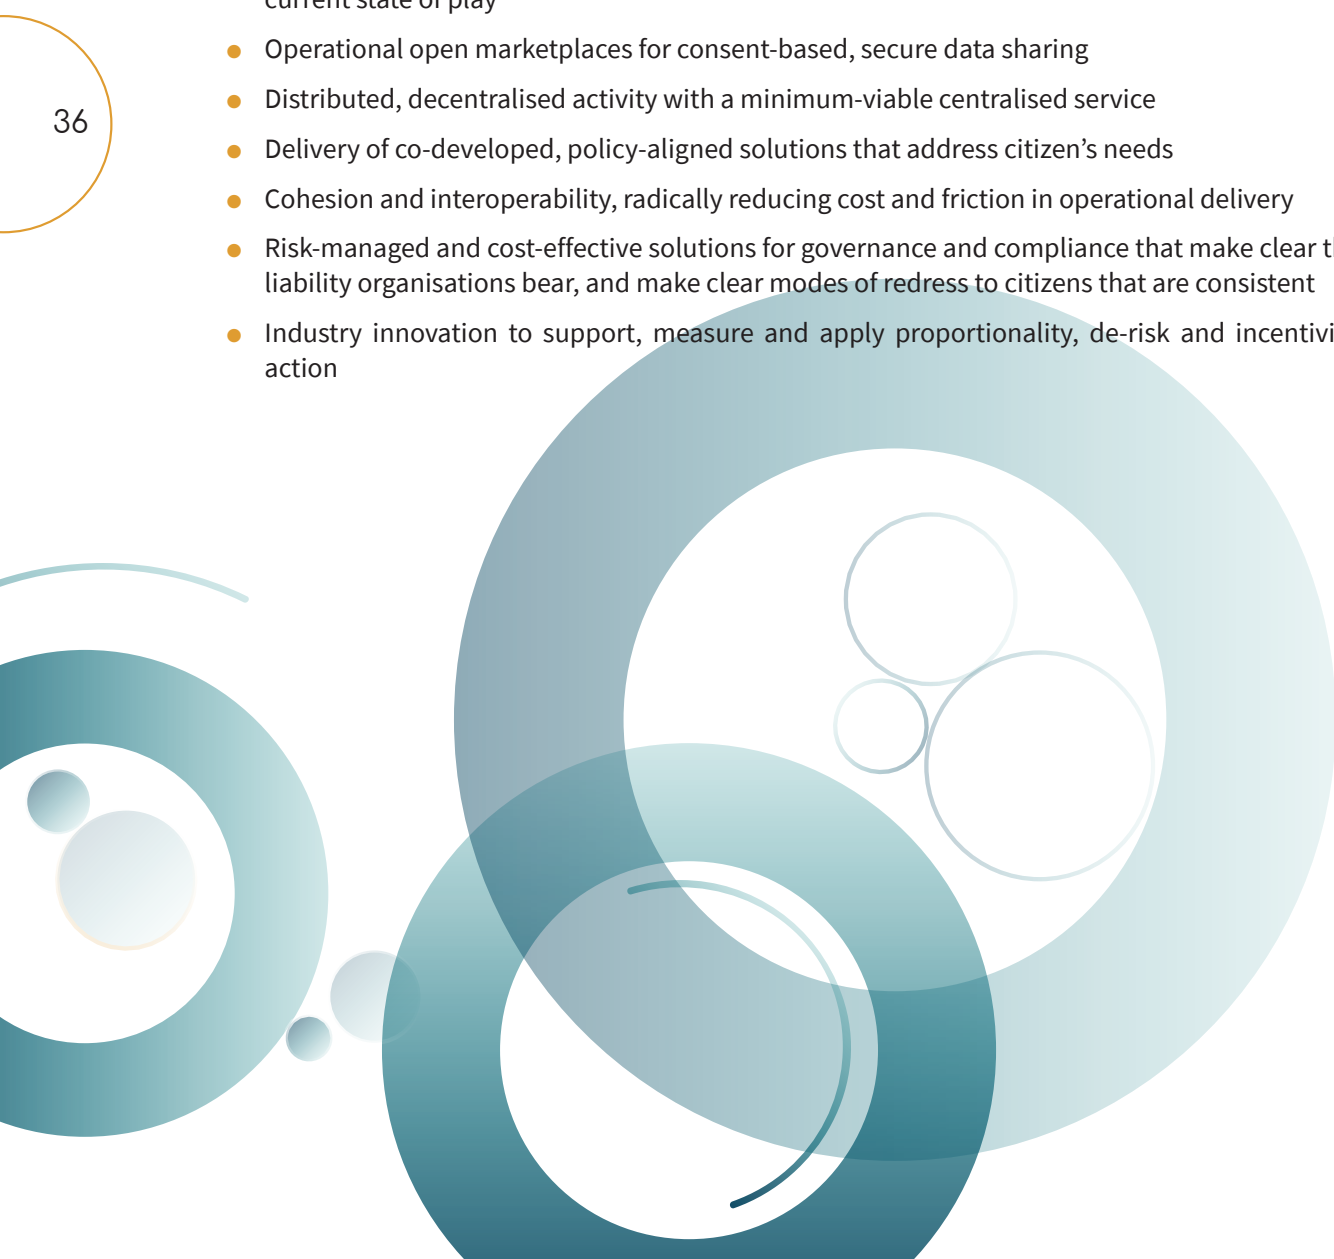 current state of play
● Operational open marketplaces for consent-based, secure data sharing
● Distributed, decentralised activity with a minimum-viable centralised service
36
● Delivery of co-developed, policy-aligned solutions that address citizen’s needs
● Cohesion and interoperability, radically reducing cost and friction in operational delivery
● Risk-managed and cost-effective solutions for governance and compliance that make clear
liability organisations bear, and make clear modes of redress to citizens that are consistent
● Industry innovation to support, measure and apply proportionality, de-risk and
action